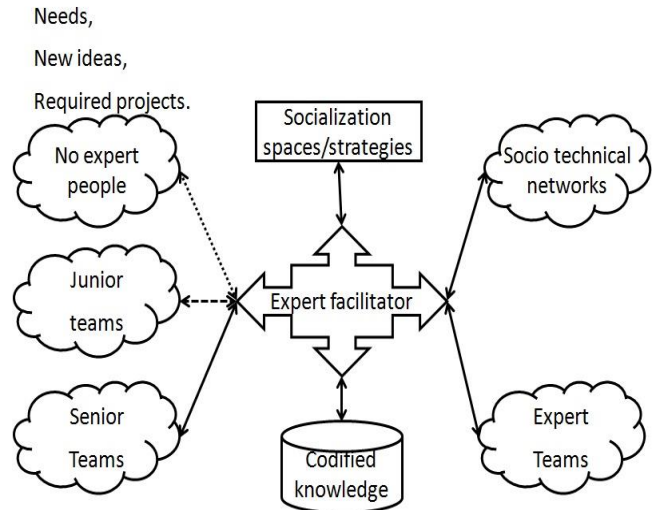 Needs,
New ideas,
Required projects.
No expert
people
Socialization
spaces/strategies
Socio technical
networks
Junior
teams
Expert facilitator
Senior
Teams
Codified
knowledge
Expert
Teams